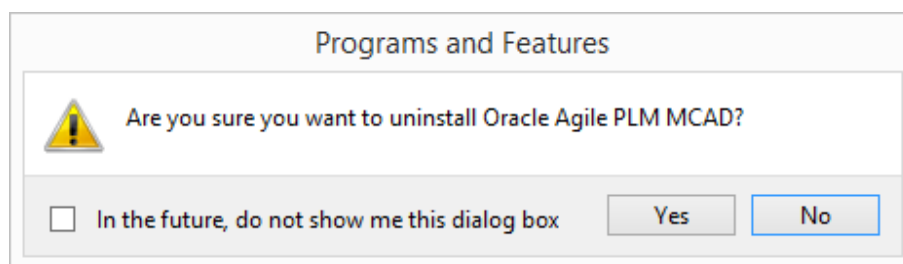 Programs and Features
Are you sure you want to uninstall Oracle Agile PLM MCAD?
In the future, do not show me this dialog box
Yes
No